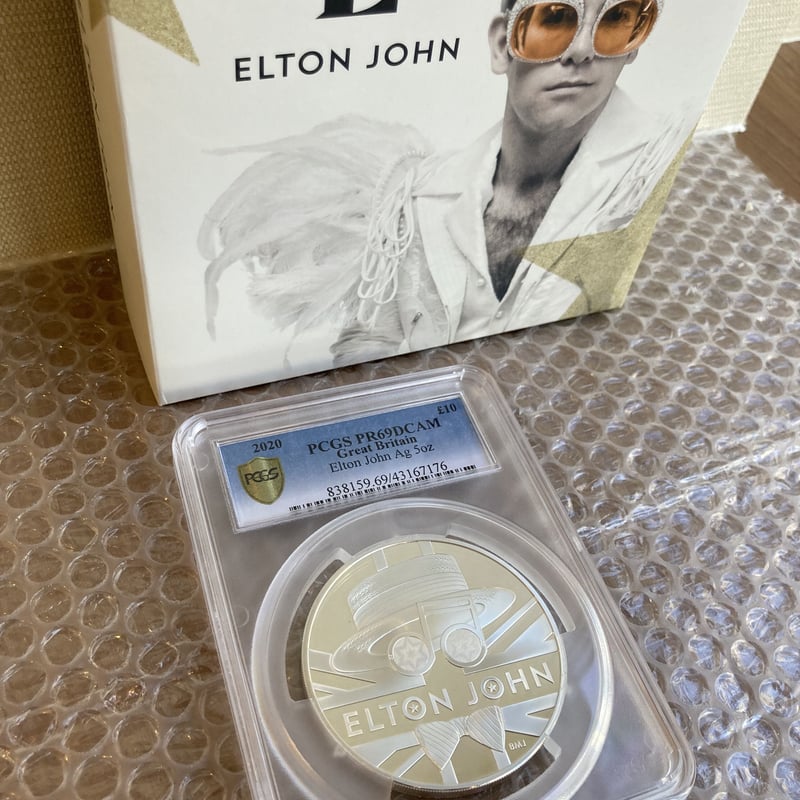 ELTON JOHN
2020
£10
PCGS PR69DCAM
Great Britain
Elton John Ag 5oz
838159.69/43167176
PCGS
ELTON JOHN
BMJ